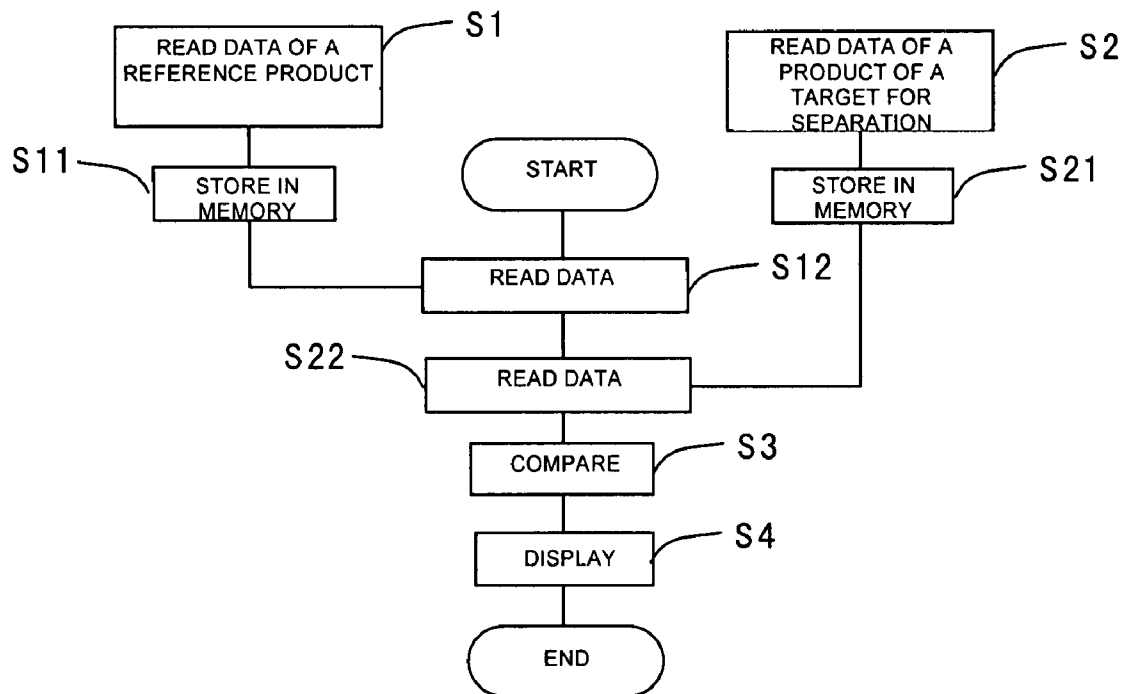 S1
READ DATA OF A
REFERENCE PRODUCT
S2
READ DATA OF A
PRODUCT OF A
TARGET FOR
SEPARATION
S11
STORE IN
MEMORY
START
S21
STORE IN
MEMORY
READ DATA
S12
S22
READ DATA
COMPARE
S3
DISPLAY
S4
END